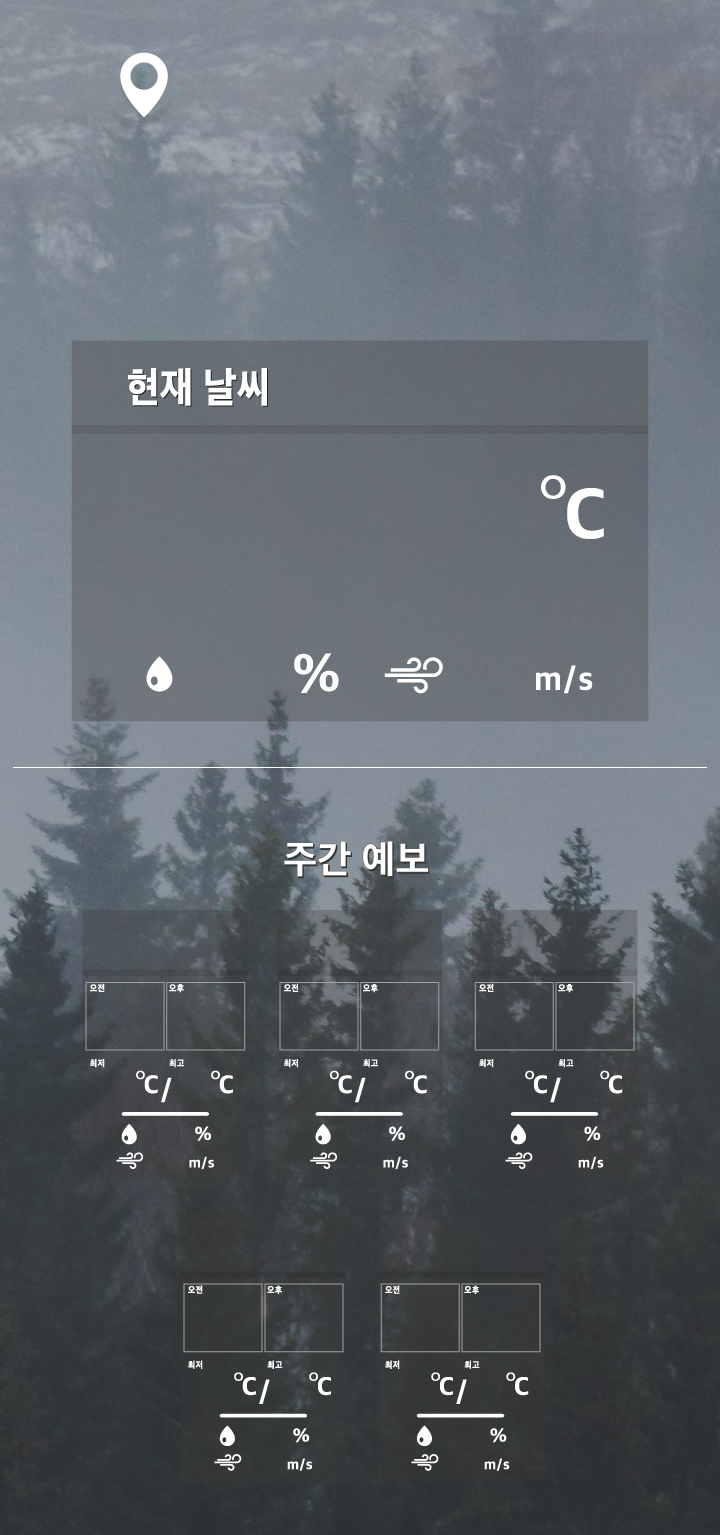 현재 날씨
℃
% m/s
주간 예보
오전 오후 오전 오후 오전 오후
최저 최고 최저 최고 최저 최고
℃/ ℃ ℃/ ℃ ℃/ ℃
% % %
m/s m/s m/s
오전 오후 오전 오후
최저 최고 최저 최고
℃/ ℃ ℃/ ℃
% %
m/s m/s